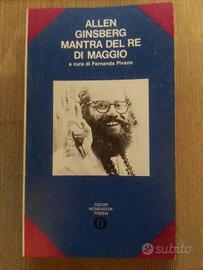 ALLEN
GINSBERG
MANTRA DEL RE
DI MAGGIO
a cura di Fernanda Pivano
OSCAR
MONDADORI
POESIA
subito